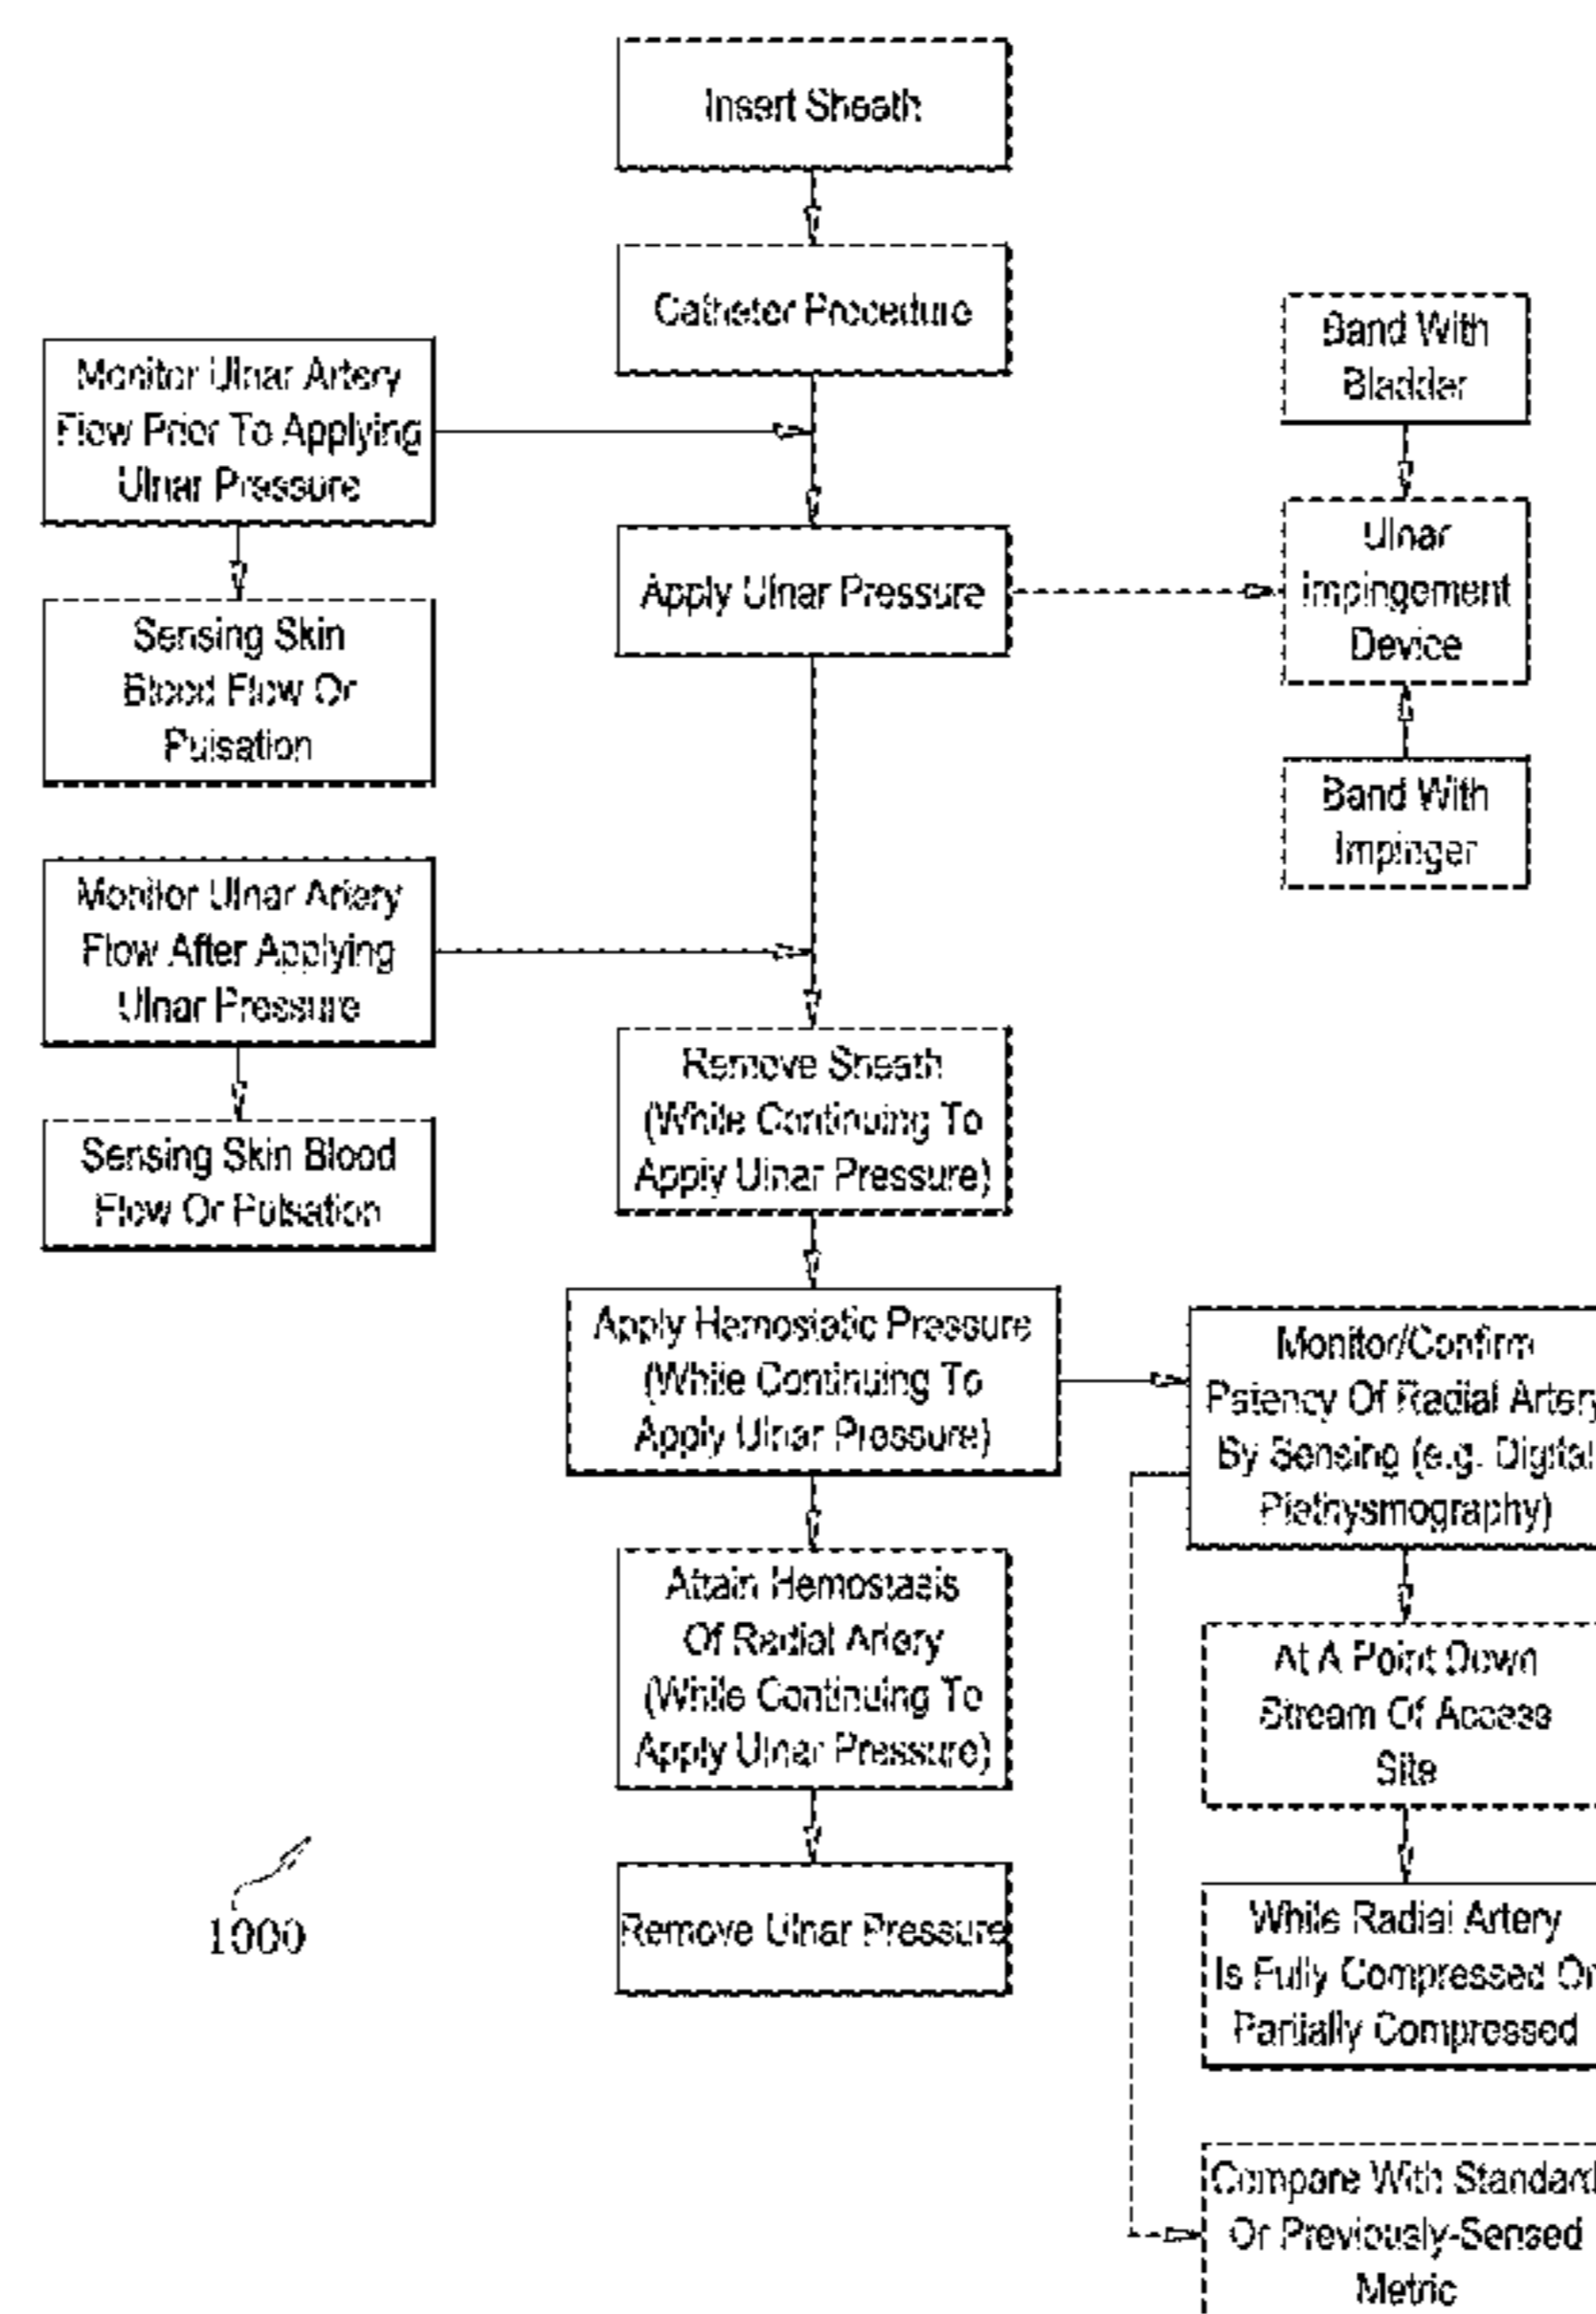 Insert Sheath
Catheter Procedure
Monitor Ulnar Artery
Flow Prior To Applying
Ulnar Pressure
Sensing Skin
Blood Flow Or
Pulsation
Apply Ulnar Pressure
Band With
Bladder
Ulnar
Impingement
Device
Band With
Impinger
Monitor Ulnar Artery
Flow After Applying
Ulnar Pressure
Sensing Skin Blood
Flow Or Pulsation
Remove Sheath
(While Continuing To
Apply Ulnar Pressure)
Apply Hemostatic Pressure
(While Continuing To
Apply Ulnar Pressure)
Monitor/Confirm
Patency Of Radial Artery
By Sensing (e.g. Digital
Plethysmography)
Attain Hemostasis
Of Radial Artery
(While Continuing To
Apply Ulnar Pressure)
At A Point Down
Stream Of Access
Site
Remove Ulnar Pressure
While Radial Artery
Is Fully Compressed Or
Partially Compressed
Compare With Standard
Or Previously-Sensed
Metric
1000